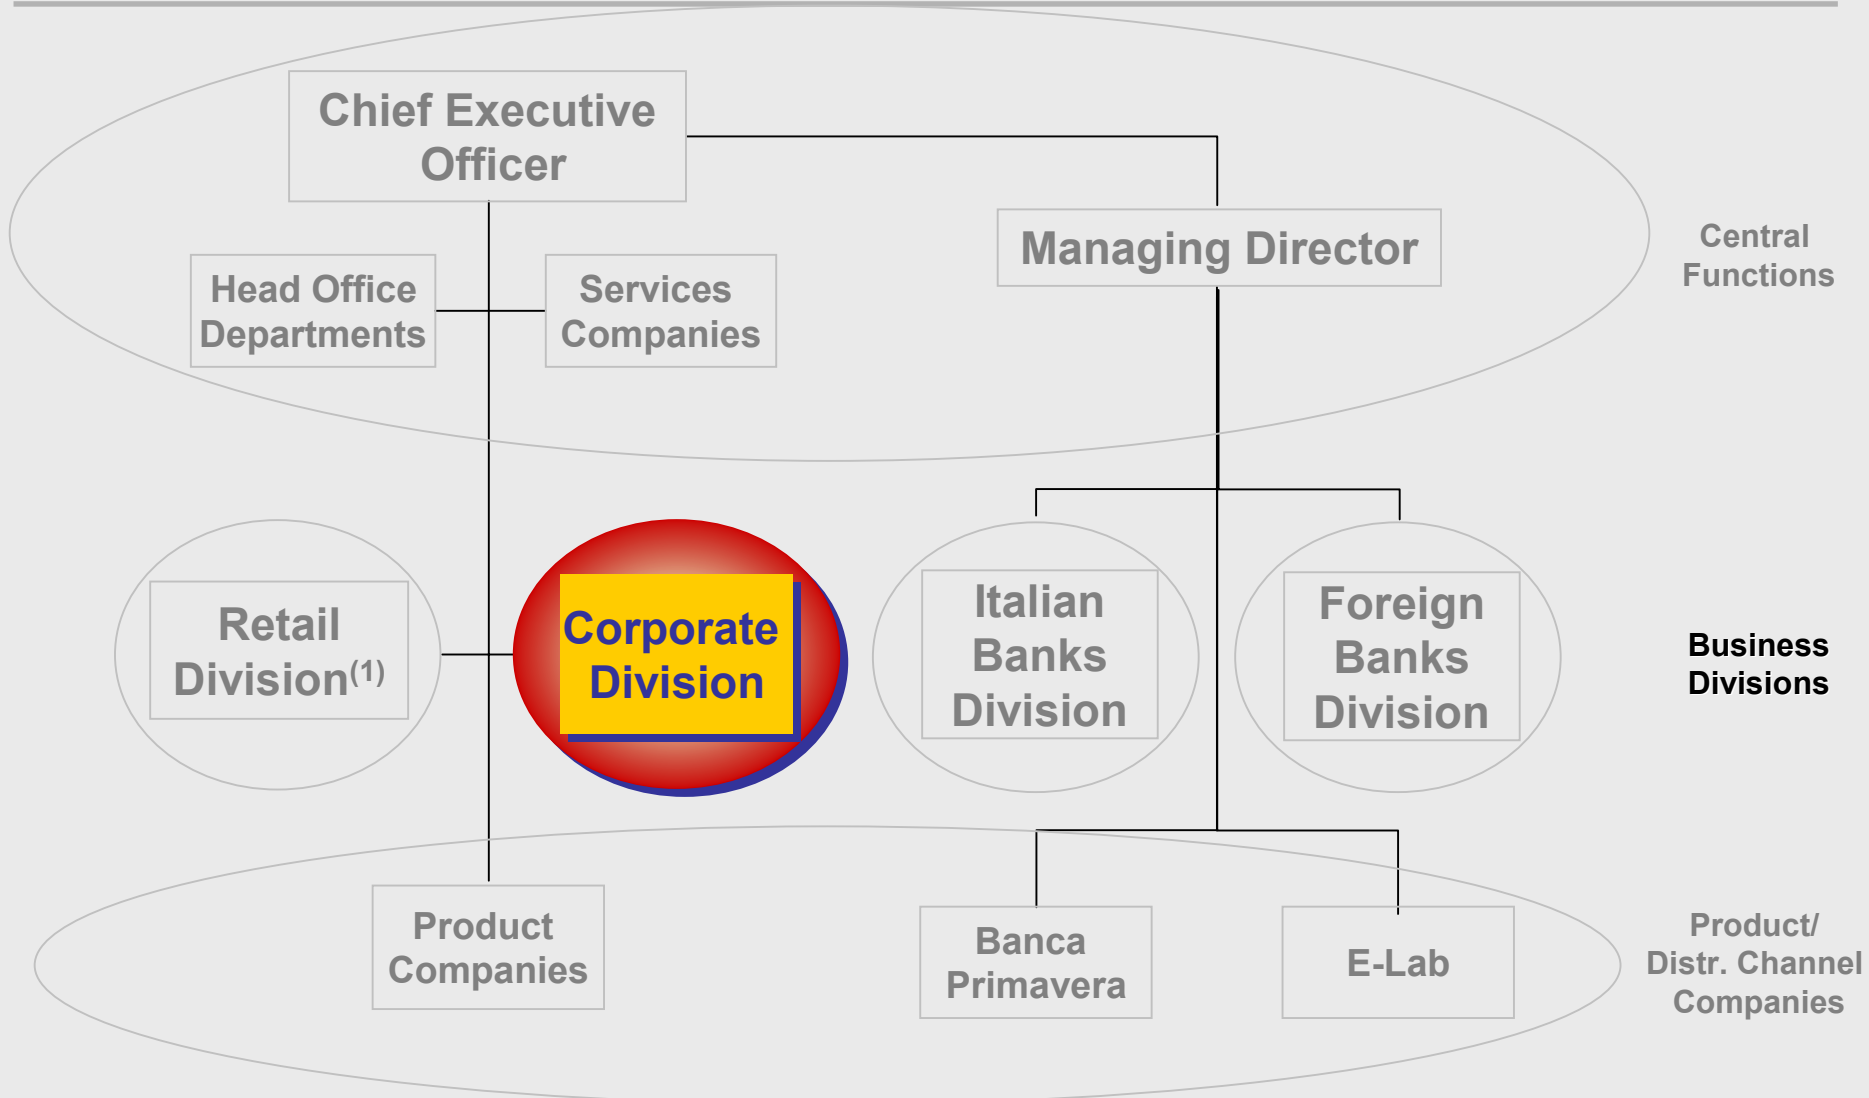 Chief Executive
Officer
Managing Director
Central
Functions
Head Office
Departments
Services
Companies
Retail
Division(1)
Corporate
Division
Italian
Banks
Division
Foreign
Banks
Division
Business
Divisions
Product
Companies
Banca
Primavera
E-Lab
Product/
Distr. Channel
Companies